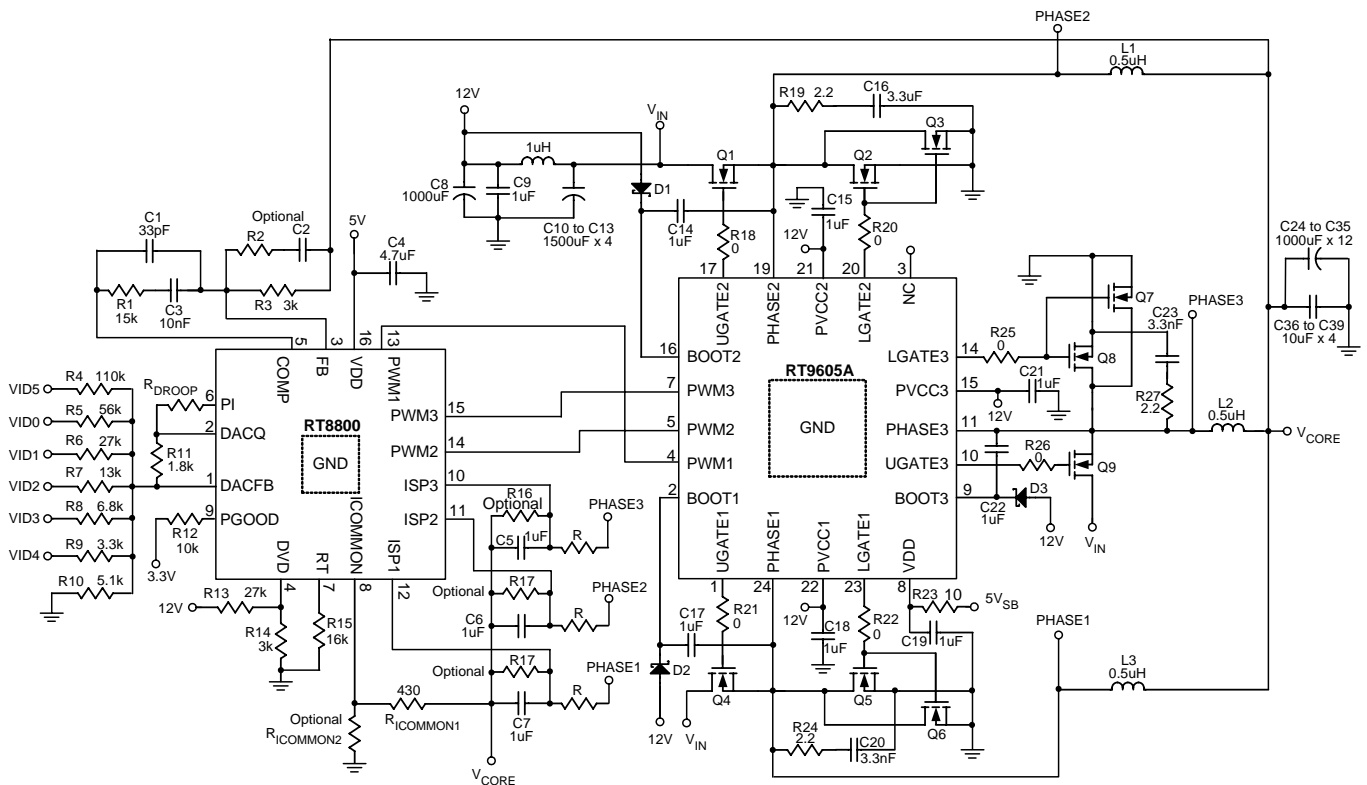 PHASE2
L1
0.5uH
12V
V_IN
R19 2.2
C16
3.3uF
Q3
1uH
Q1
Q2
C8
1000uF
C9
1uF
C10 to C13
1500uF x 4
D1
C14
1uF
R18
0
C15
1uF
12V
R20
0
C1
33pF
Optional
R2
C2
5V
C4
4.7uF
R1
15k
C3
10nF
R3
3k
C24 to C35
1000uF x 12
C36 to C39
10uF x 4
17
19
21
20
3
UGATE2
PHASE2
PVCC2
LGATE2
NC
Q7
PHASE3
C23
3.3nF
R25
0
Q8
5
3
16
13
COMP
FB
VDD
PWM1
16
BOOT2
RT9605A
LGATE3
14
VID5
R4
110k
R_DROOP
6
PI
7
PWM3
PVCC3
15
C21
1uF
12V
R27
2.2
VID0
R5
56k
2
DACQ
RT8800
PWM3
15
GND
L2
0.5uH
VID1
R6
27k
R11
1.8k
PWM2
14
5
PWM2
PHASE3
11
V_CORE
VID2
R7
13k
1
DACFB
GND
4
PWM1
UGATE3
10
R26
0
Q9
VID3
R8
6.8k
ISP3
10
2
BOOT1
BOOT3
9
D3
C22
1uF
12V
V_IN
9
PGOOD
R12
10k
3.3V
ISP2
11
VID4
R9
3.3k
R10
5.1k
DVD
RT
ICOMMON
ISP1
4
7
8
12
R16
Optional
C5
1uF
R
PHASE3
UGATE1
PHASE1
PVCC1
LGATE1
VDD
1
24
22
23
8
12V
R13
27k
R14
3k
R15
16k
Optional
R17
C6
1uF
R
PHASE2
Optional
R17
C7
1uF
R
PHASE1
C17
1uF
R21
0
12V
C18
1uF
R22
0
R23
10
5V_SB
C19
1uF
PHASE1
L3
0.5uH
D2
12V
V_IN
Q4
Q5
Q6
R24
2.2
C20
3.3nF
430
R_ICOMMON1
Optional
R_ICOMMON2
V_CORE